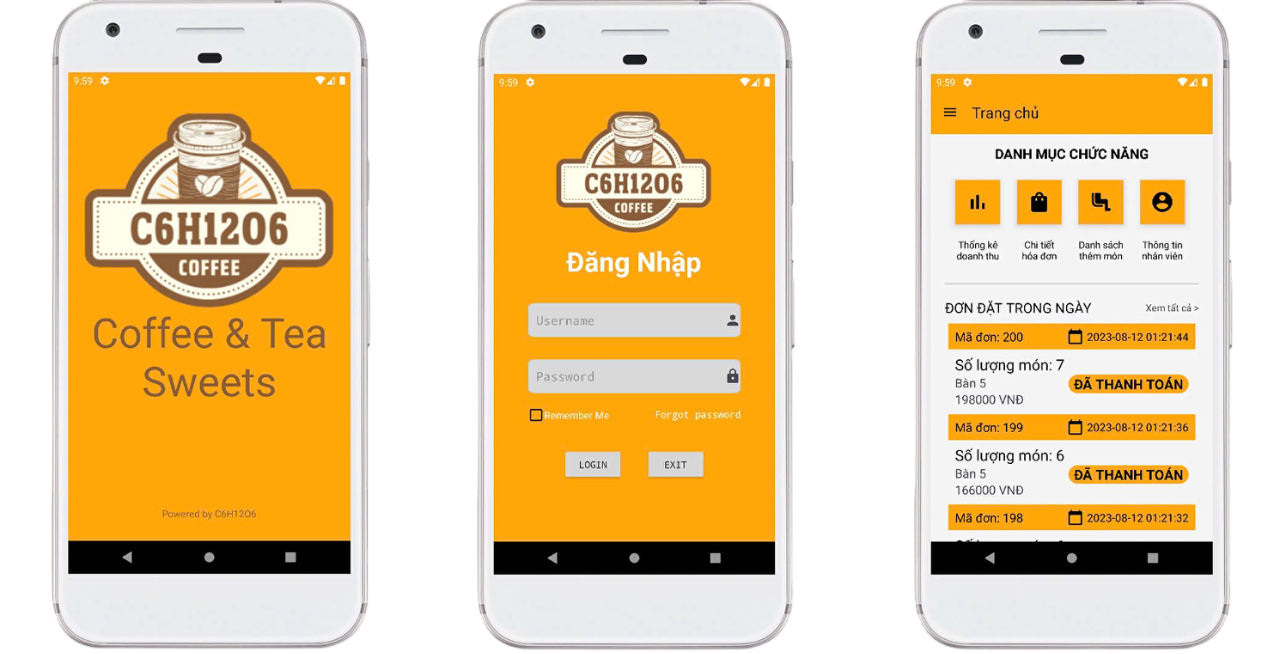 9:59
C6H12O6
COFFEE
Coffee & Tea
Sweets
Powered by C6H12O6
9:59
C6H12O6
COFFEE
Đăng Nhập
Username
Password
Remember Me
Forgot password
LOGIN
EXIT
9:59
Trang chủ
DANH MỤC CHỨC NĂNG
Thống kê
doanh thu
Chi tiết
hóa đơn
Danh sách
thêm món
Thông tin
nhân viên
ĐƠN ĐẶT TRONG NGÀY
Xem tất cả >
Mã đơn: 200
2023-08-12 01:21:44
Số lượng món: 7
Bàn 5
198000 VNĐ
ĐÃ THANH TOÁN
Mã đơn: 199
2023-08-12 01:21:36
Số lượng món: 6
Bàn 5
166000 VNĐ
ĐÃ THANH TOÁN
Mã đơn: 198
2023-08-12 01:21:32